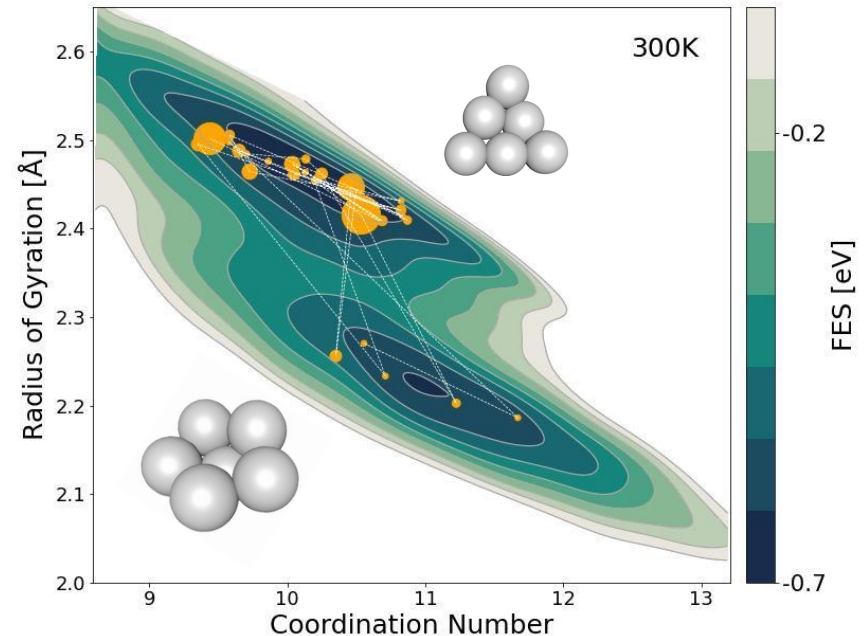 300K
2.6
2.5
2.4
2.3
2.2
2.1
2.0
Radius of Gyration [Å]
9 10 11 12 13
Coordination Number
-0.2
-0.7
FES [eV]